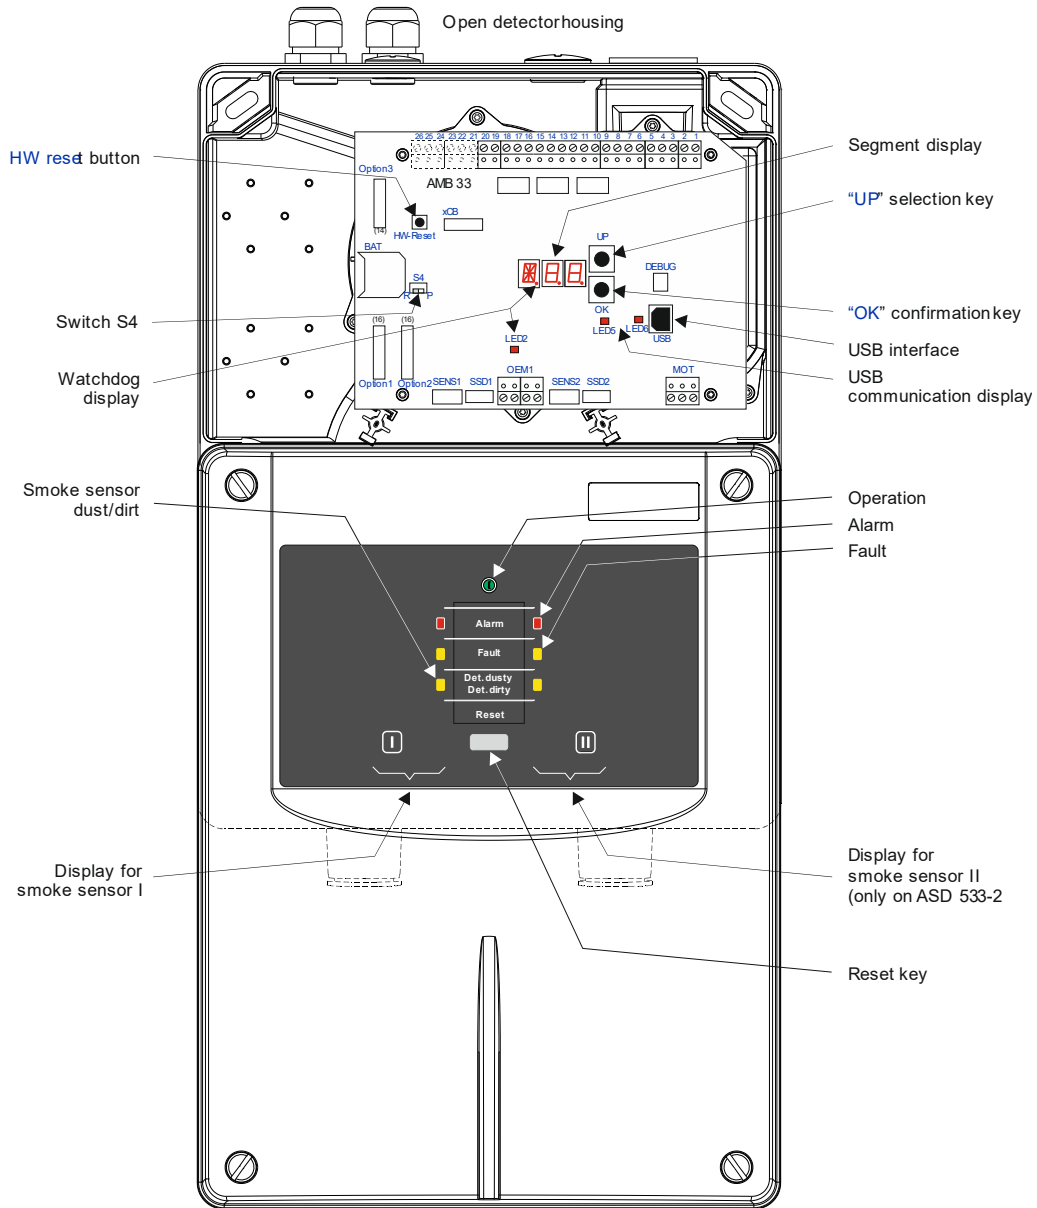 Open detectorhousing
HW reset button
Segment display
"UP" selection key
26 25 24 23 22 21 20 19 18 17 16 15 14 13 12 11 10 9 8 7 6 5 4 3 2 1
Option3
AMB 33
(14)
xCB
HW-Reset
BAT
UP
DEBUG
S4
R P
OK
LED5
LED6
USB
LED2
(16) (16)
Option1 Option2 SENS1 SSD1 OEM1 SENS2 SSD2 MOT
Switch S4
Watchdog
display
"OK" confirmation key
USB interface
USB
communication display
Smoke sensor
dust/dirt
Operation
Alarm
Fault
Alarm
Fault
Det. dusty
Det. dirty
Reset
I II
Display for
smoke sensor I
Display for
smoke sensor II
(only on ASD 533-2
Reset key